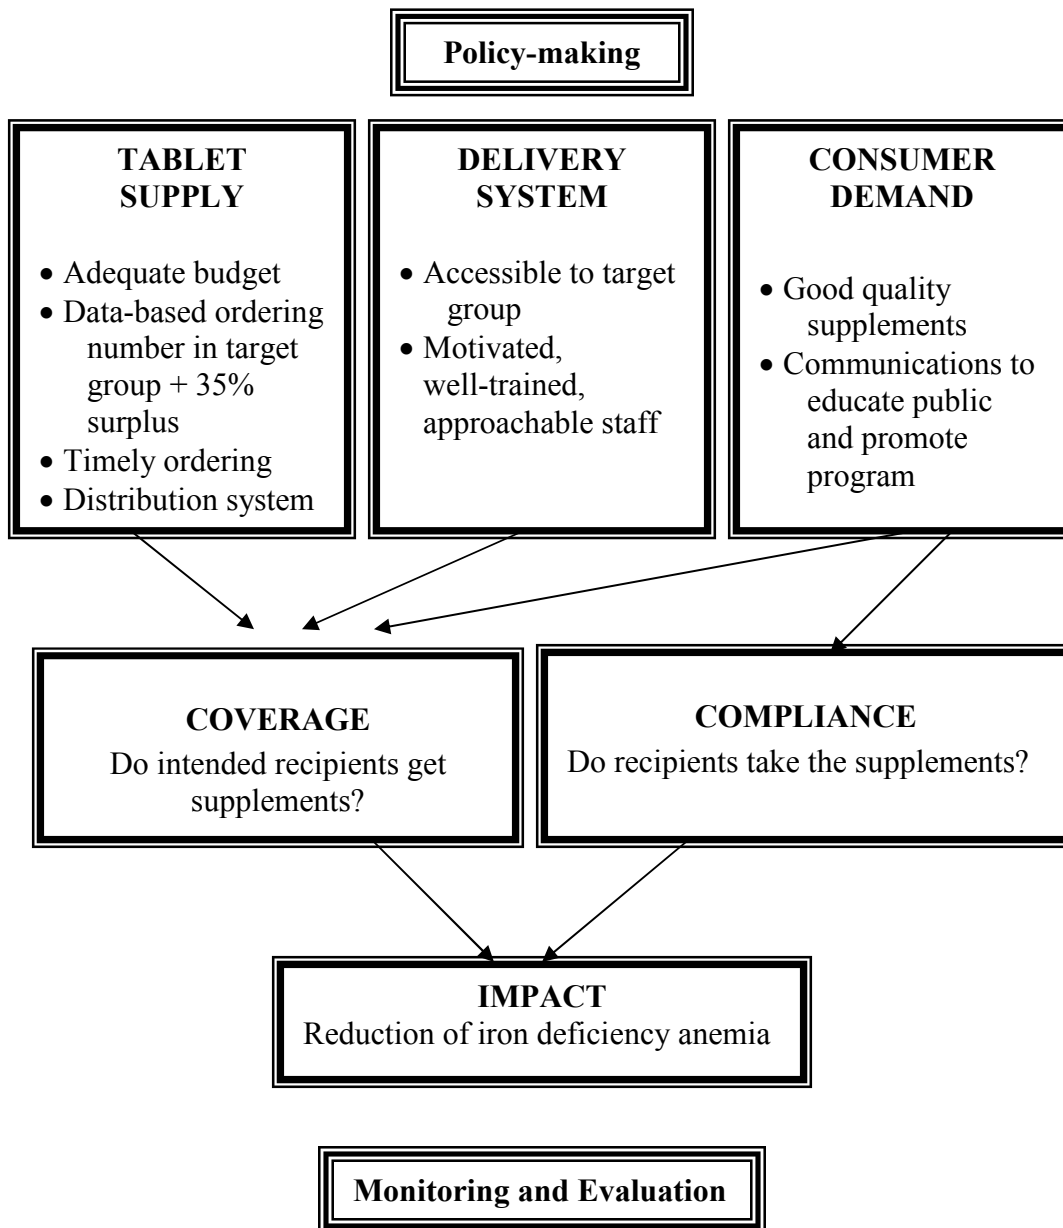 Policy-making
TABLET
SUPPLY
• Adequate budget
• Data-based ordering
number in target
group + 35%
surplus
• Timely ordering
• Distribution system
DELIVERY
SYSTEM
• Accessible to target
group
• Motivated,
well-trained,
approachable staff
CONSUMER
DEMAND
• Good quality
supplements
• Communications to
educate public
and promote
program
COVERAGE
Do intended recipients get
supplements?
COMPLIANCE
Do recipients take the supplements?
IMPACT
Reduction of iron deficiency anemia
Monitoring and Evaluation